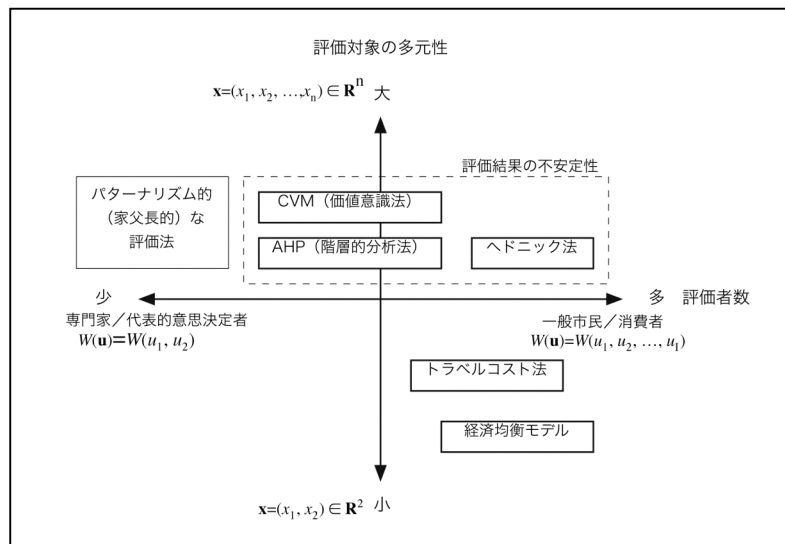 評価対象の多元性
x=(x1, x2, …,xn) ∈ R^n 大
評価結果の不安定性
パターナリズム的
（家父長的）な
評価法
CVM（価値意識法）
AHP（階層的分析法）
ヘドニック法
少
多 評価者数
専門家／代表的意思決定者
W(u)=W(u1, u2)
一般市民／消費者
W(u)=W(u1, u2, …, u1)
トラベルコスト法
経済均衡モデル
x=(x1, x2) ∈ R^2 小